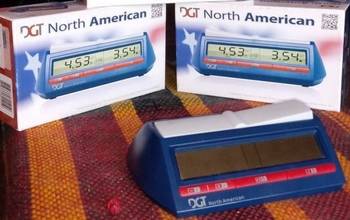 DGT North American
4.53 3.54
DGT North American
4.53 3.54
DGT
North American